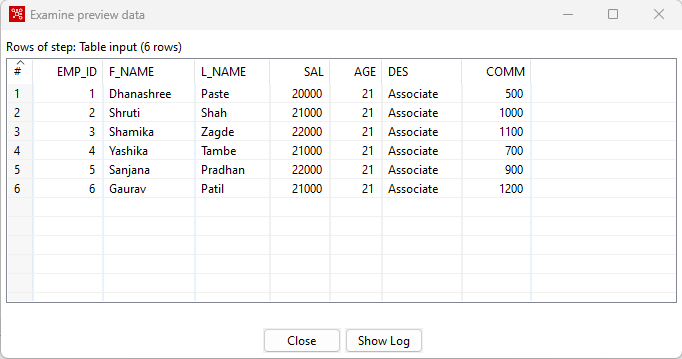 Examine preview data
Rows of step: Table input (6 rows)
# EMP_ID F_NAME L_NAME SAL AGE DES COMM
1 1 Dhanashree Paste 20000 21 Associate 500
2 2 Shruti Shah 21000 21 Associate 1000
3 3 Shamika Zagde 22000 21 Associate 1100
4 4 Yashika Tambe 21000 21 Associate 700
5 5 Sanjana Pradhan 22000 21 Associate 900
6 6 Gaurav Patil 21000 21 Associate 1200
Close Show Log